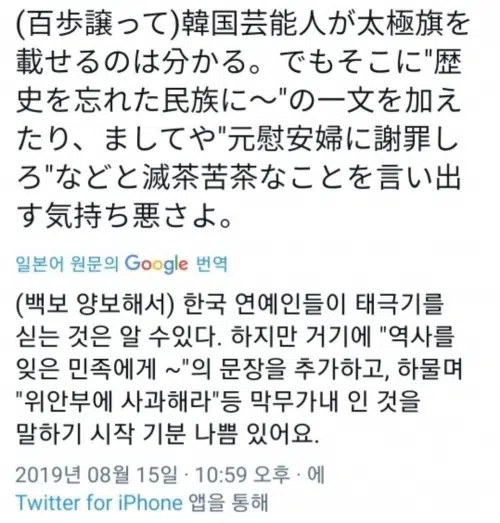 (百歩譲って)韓国芸能人が太極旗を
載せるのは分かる。でもそこに"歴
史を忘れた民族に〜"の一文を加え
たり、ましてや"元慰安婦に謝罪し
ろ"などと滅茶苦茶なことを言い出
す気持ち悪さよ。
일본어 원문의 Google 번역
(백보 양보해서) 한국 연예인들이 태극기를
싣는 것은 알 수있다. 하지만 거기에 "역사를
잊은 민족에게 ~"의 문장을 추가하고, 하물며
"위안부에 사과해라"등 막무가내 인 것을
말하기 시작 기분 나쁨 있어요.
2019년 08월 15일 · 10:59 오후 · 에
Twitter for iPhone 앱을 통해